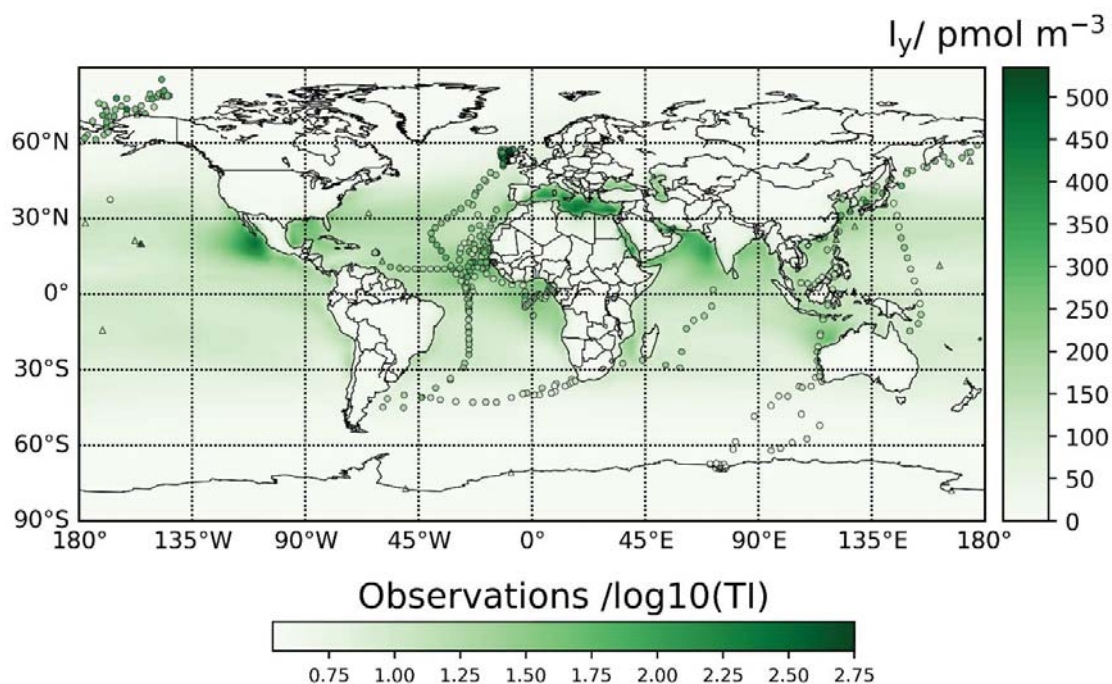 I_y/ pmol m⁻³
500
450
400
350
300
250
200
150
100
50
0
60°N
30°N
0°
30°S
60°S
90°S
180° 135°W 90°W 45°W 0° 45°E 90°E 135°E 180°
Observations /log10(TI)
0.75 1.00 1.25 1.50 1.75 2.00 2.25 2.50 2.75